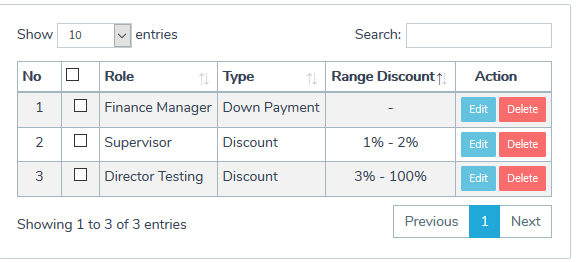 Show 10 entries Search:
No Role Type Range Discount Action
1 Finance Manager Down Payment - Edit Delete
2 Supervisor Discount 1% - 2% Edit Delete
3 Director Testing Discount 3% - 100% Edit Delete
Showing 1 to 3 of 3 entries Previous 1 Next